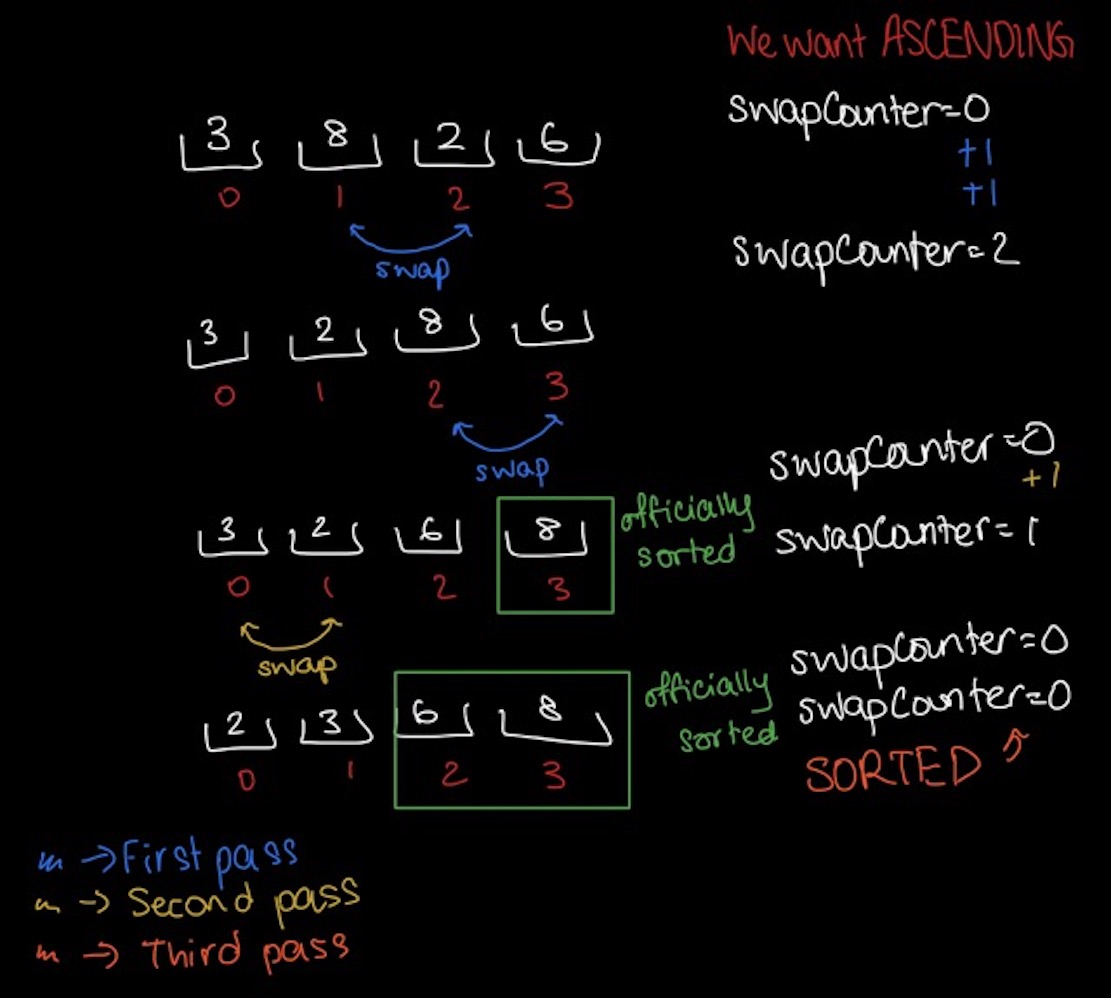 We want ASCENDING
swapCounter=0
+1
+1
swapCounter=2
3 8 2 6
0 1 2 3
swap
3 2 8 6
0 1 2 3
swap
swapCounter=0
+1
swapCounter=1
3 2 6 8
0 1 2 3
officially
sorted
swap
swapCounter=0
swapCounter=0
SORTED
2 3 6 8
0 1 2 3
officially
sorted
m → First pass
m → Second pass
m → Third pass